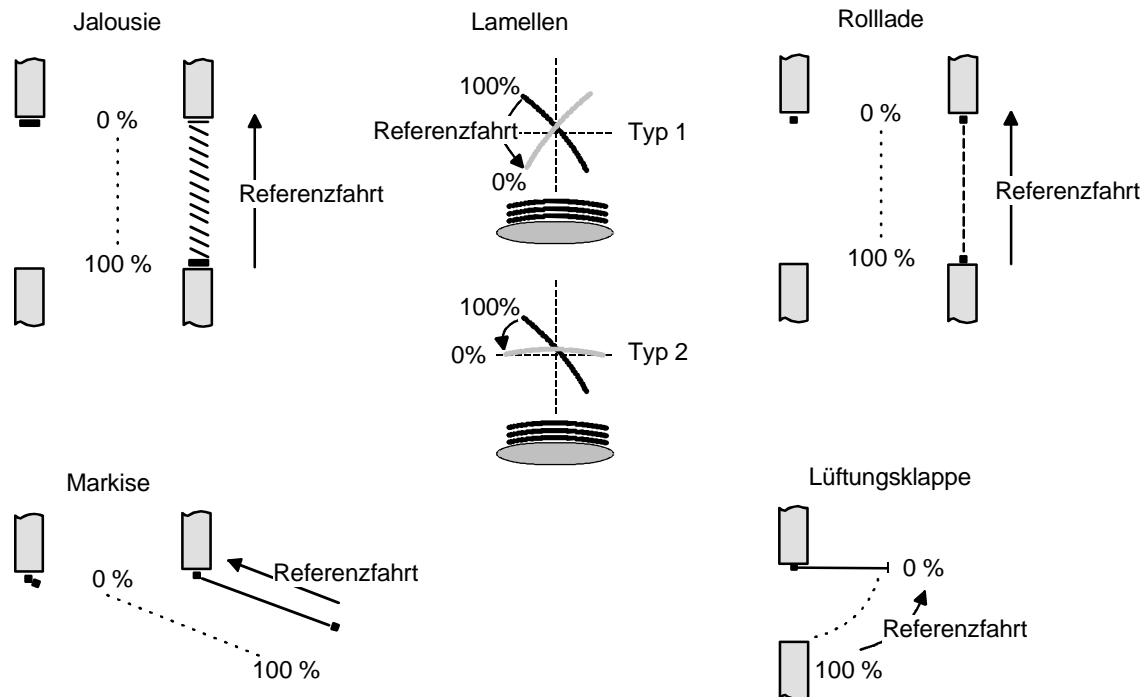 Jalousie
0 %
100 %
Referenzfahrt
Lamellen
100%
Referenzfahrt
0%
Typ 1
100%
0%
Typ 2
Rolllade
0 %
100 %
Referenzfahrt
Markise
0 %
Referenzfahrt
100 %
Lüftungsklappe
0 %
Referenzfahrt
100 %